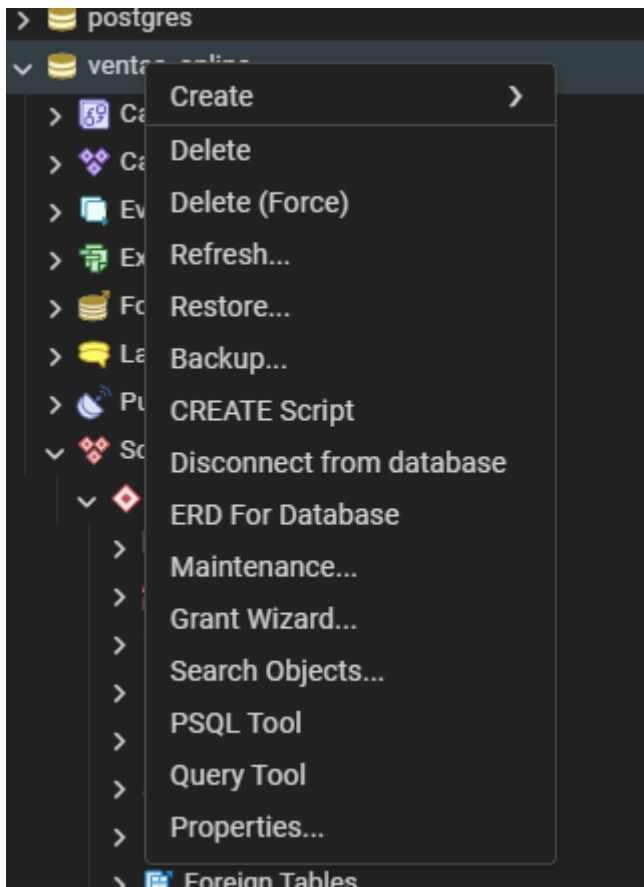 postgres
Create
Delete
Delete (Force)
Refresh...
Restore...
Backup...
CREATE Script
Disconnect from database
ERD For Database
Maintenance...
Grant Wizard...
Search Objects...
PSQL Tool
Query Tool
Properties...
Foreign Tables